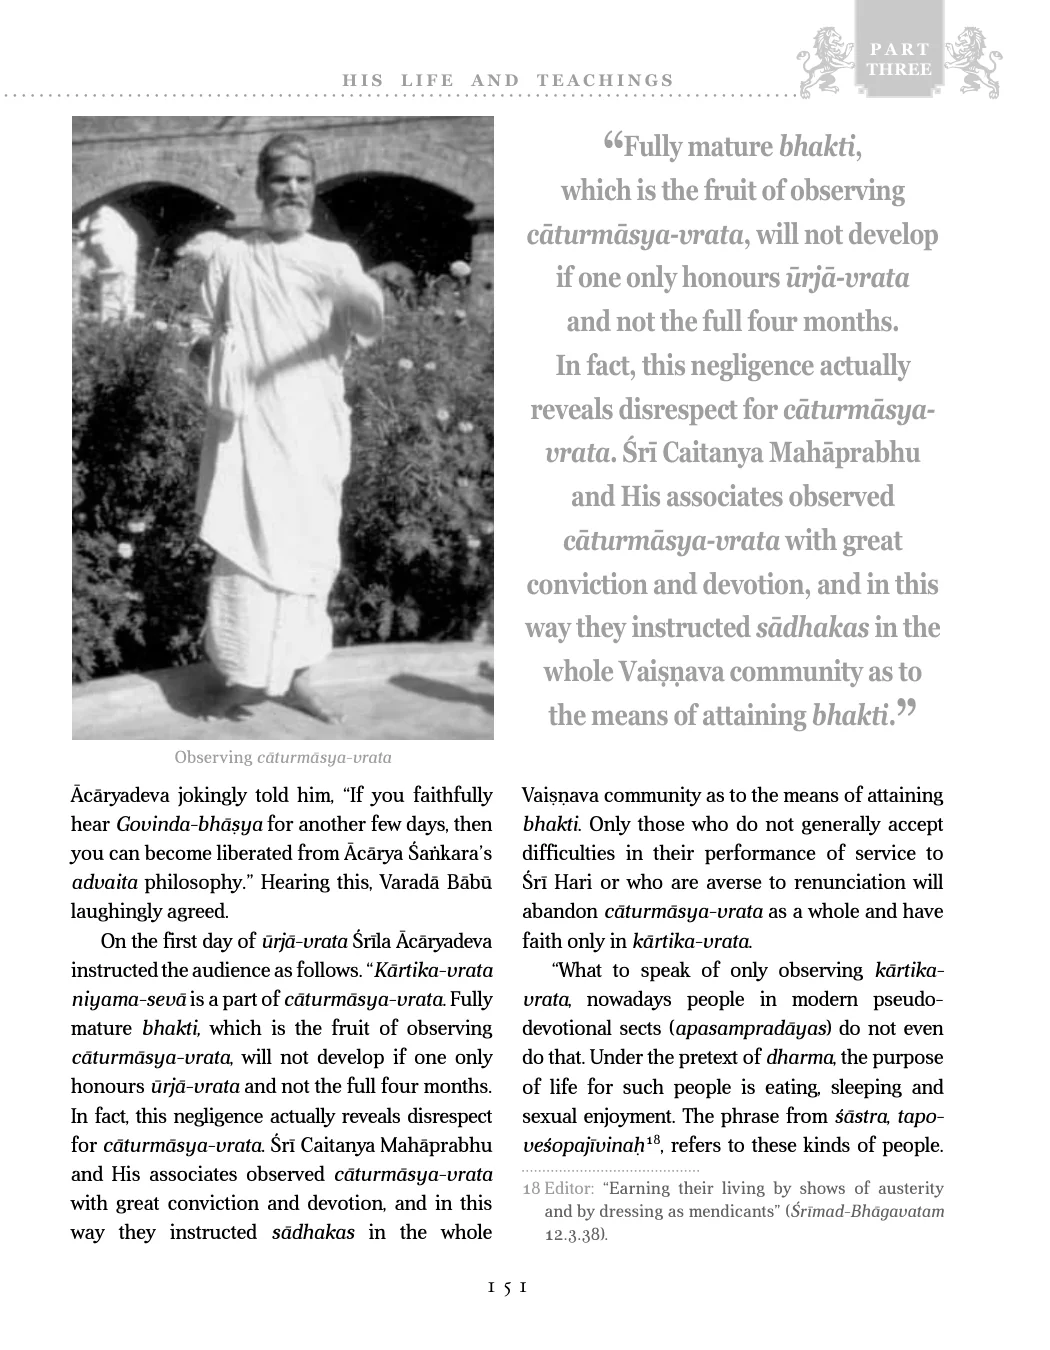 PART
THREE
HIS LIFE AND TEACHINGS
“Fully mature bhakti,
which is the fruit of observing
cāturmāsya-vrata, will not develop
if one only honours ūrjā-vrata
and not the full four months.
In fact, this negligence actually
reveals disrespect for cāturmāsya-
vrata. Śrī Caitanya Mahāprabhu
and His associates observed
cāturmāsya-vrata with great
conviction and devotion, and in this
way they instructed sādhakas in the
whole Vaiṣṇava community as to
the means of attaining bhakti.”
Observing cāturmāsya-vrata
Ācāryadeva jokingly told him, “If you faithfully
hear Govinda-bhāṣya for another few days, then
you can become liberated from Ācārya Śaṅkara’s
advaita philosophy.” Hearing this, Varadā Bābū
laughingly agreed.
On the first day of ūrjā-vrata Śrīla Ācāryadeva
instructed the audience as follows. “Kārtika-vrata
niyama-sevā is a part of cāturmāsya-vrata. Fully
mature bhakti, which is the fruit of observing
cāturmāsya-vrata, will not develop if one only
honours ūrjā-vrata and not the full four months.
In fact, this negligence actually reveals disrespect
for cāturmāsya-vrata. Śrī Caitanya Mahāprabhu
and His associates observed cāturmāsya-vrata
with great conviction and devotion, and in this
way they instructed sādhakas in the whole
Vaiṣṇava community as to the means of attaining
bhakti. Only those who do not generally accept
difficulties in their performance of service to
Śrī Hari or who are averse to renunciation will
abandon cāturmāsya-vrata as a whole and have
faith only in kārtika-vrata.
“What to speak of only observing kārtika-
vrata, nowadays people in modern pseudo-
devotional sects (apasampradāyas) do not even
do that. Under the pretext of dharma, the purpose
of life for such people is eating, sleeping and
sexual enjoyment. The phrase from śāstra, tapo-
veśopajīvinaḥ18, refers to these kinds of people.
18 Editor: “Earning their living by shows of austerity
and by dressing as mendicants” (Śrīmad-Bhāgavatam
12.3.38).
151